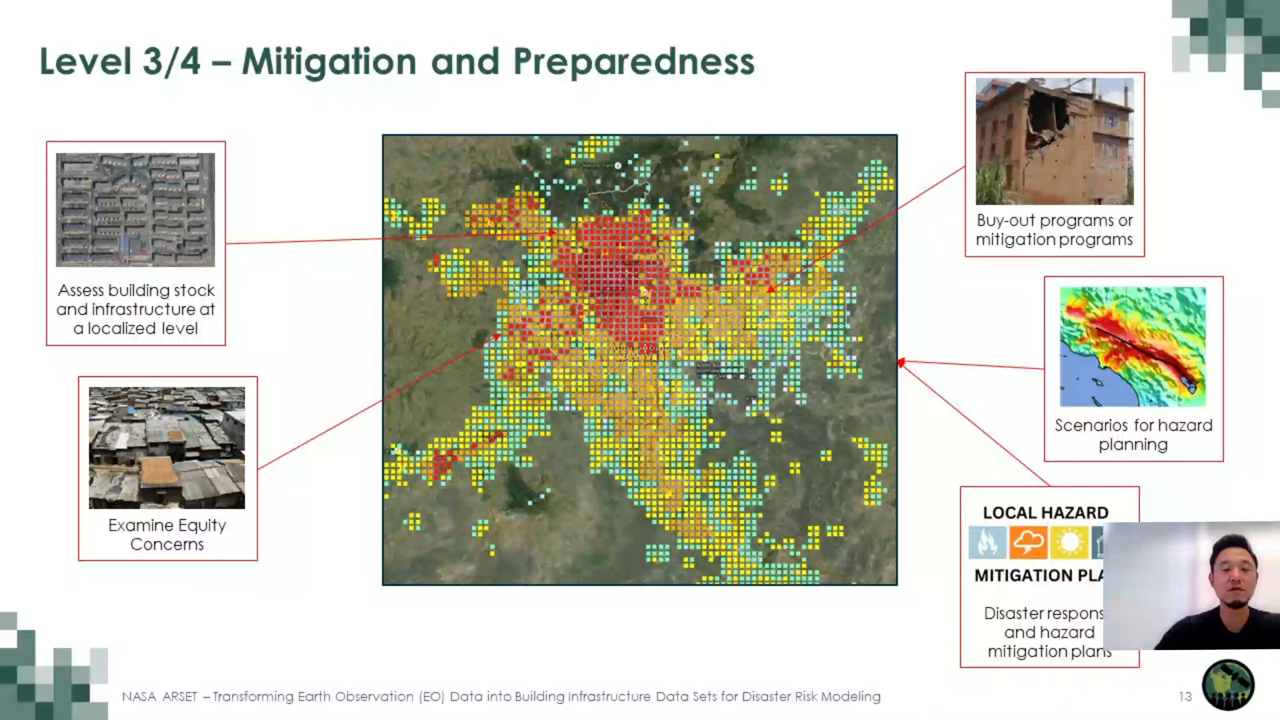 Level 3/4 – Mitigation and Preparedness
Assess building stock
and infrastructure at
a localized level
Examine Equity
Concerns
Buy-out programs or
mitigation programs
Scenarios for hazard
planning
LOCAL HAZARD
MITIGATION PLA
Disaster respons
and hazard
mitigation plans
NASA ARSET – Transforming Earth Observation (EO) Data into Building Infrastructure Data Sets for Disaster Risk Modeling
13